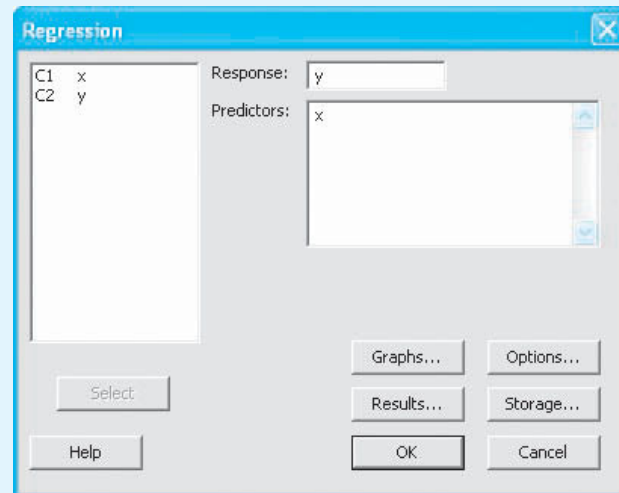 Regression
C1 x
C2 y
Response: y
Predictors: x
Graphs... Options...
Select
Results... Storage...
Help OK Cancel